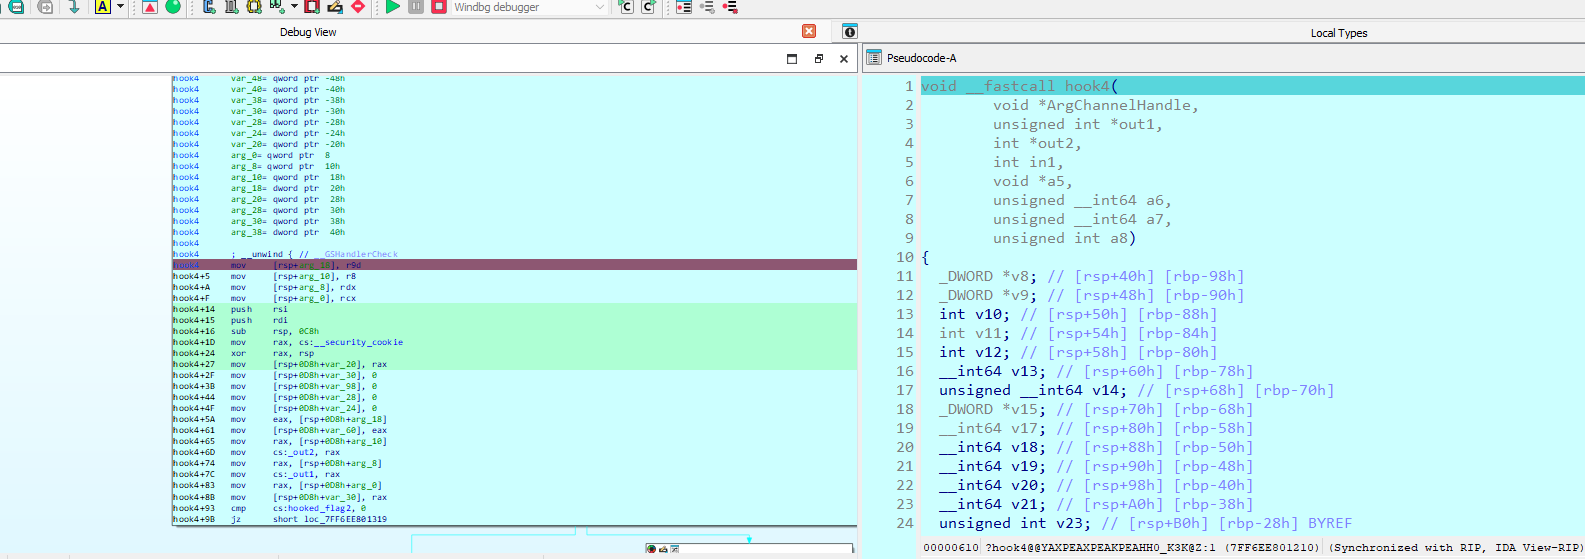 Windbg debugger
Debug View
Local Types
Pseudocode-A
hook4 var_48= qword ptr -48h
hook4 var_40= qword ptr -40h
hook4 var_38= qword ptr -38h
hook4 var_30= qword ptr -30h
hook4 var_28= dword ptr -28h
hook4 var_24= dword ptr -24h
hook4 var_20= qword ptr -20h
hook4 arg_0= qword ptr 8
hook4 arg_8= qword ptr 10h
hook4 arg_10= qword ptr 18h
hook4 arg_18= dword ptr 20h
hook4 arg_20= qword ptr 28h
hook4 arg_28= qword ptr 30h
hook4 arg_30= qword ptr 38h
hook4 arg_38= dword ptr 40h
hook4
hook4 ; __unwind { // __GSHandlerCheck
hook4 mov [rsp+arg_18], r9d
hook4+5 mov [rsp+arg_10], r8
hook4+A mov [rsp+arg_8], rdx
hook4+F mov [rsp+arg_0], rcx
hook4+14 push rsi
hook4+15 push rdi
hook4+16 sub rsp, 0C8h
hook4+1D mov rax, cs:__security_cookie
hook4+24 xor rax, rsp
hook4+27 mov [rsp+0D8h+var_20], rax
hook4+2F mov [rsp+0D8h+var_30], 0
hook4+3B mov [rsp+0D8h+var_98], 0
hook4+44 mov [rsp+0D8h+var_28], 0
hook4+4F mov [rsp+0D8h+var_24], 0
hook4+5A mov eax, [rsp+0D8h+arg_18]
hook4+61 mov [rsp+0D8h+var_60], eax
hook4+65 mov rax, [rsp+0D8h+arg_10]
hook4+6D mov cs:_out2, rax
hook4+74 mov rax, [rsp+0D8h+arg_8]
hook4+7C mov cs:_out1, rax
hook4+83 mov rax, [rsp+0D8h+arg_0]
hook4+8B mov [rsp+0D8h+var_30], rax
hook4+93 cmp cs:hooked_flag2, 0
hook4+9B jz short loc_7FF6EE801319
1 void __fastcall hook4(
2 void *ArgChannelHandle,
3 unsigned int *out1,
4 int *out2,
5 int in1,
6 void *a5,
7 unsigned __int64 a6,
8 unsigned __int64 a7,
9 unsigned int a8)
10 {
11 _DWORD *v8; // [rsp+40h] [rbp-98h]
12 _DWORD *v9; // [rsp+48h] [rbp-90h]
13 int v10; // [rsp+50h] [rbp-88h]
14 int v11; // [rsp+54h] [rbp-84h]
15 int v12; // [rsp+58h] [rbp-80h]
16 __int64 v13; // [rsp+60h] [rbp-78h]
17 unsigned __int64 v14; // [rsp+68h] [rbp-70h]
18 _DWORD *v15; // [rsp+70h] [rbp-68h]
19 __int64 v17; // [rsp+80h] [rbp-58h]
20 __int64 v18; // [rsp+88h] [rbp-50h]
21 __int64 v19; // [rsp+90h] [rbp-48h]
22 __int64 v20; // [rsp+98h] [rbp-40h]
23 __int64 v21; // [rsp+A0h] [rbp-38h]
24 unsigned int v23; // [rsp+B0h] [rbp-28h] BYREF
00000610 ?hook4@@YAXPEAXPEAKPEAHH0_K3K@Z:1 (7FF6EE801210) (Synchronized with RIP, IDA View-RIP)